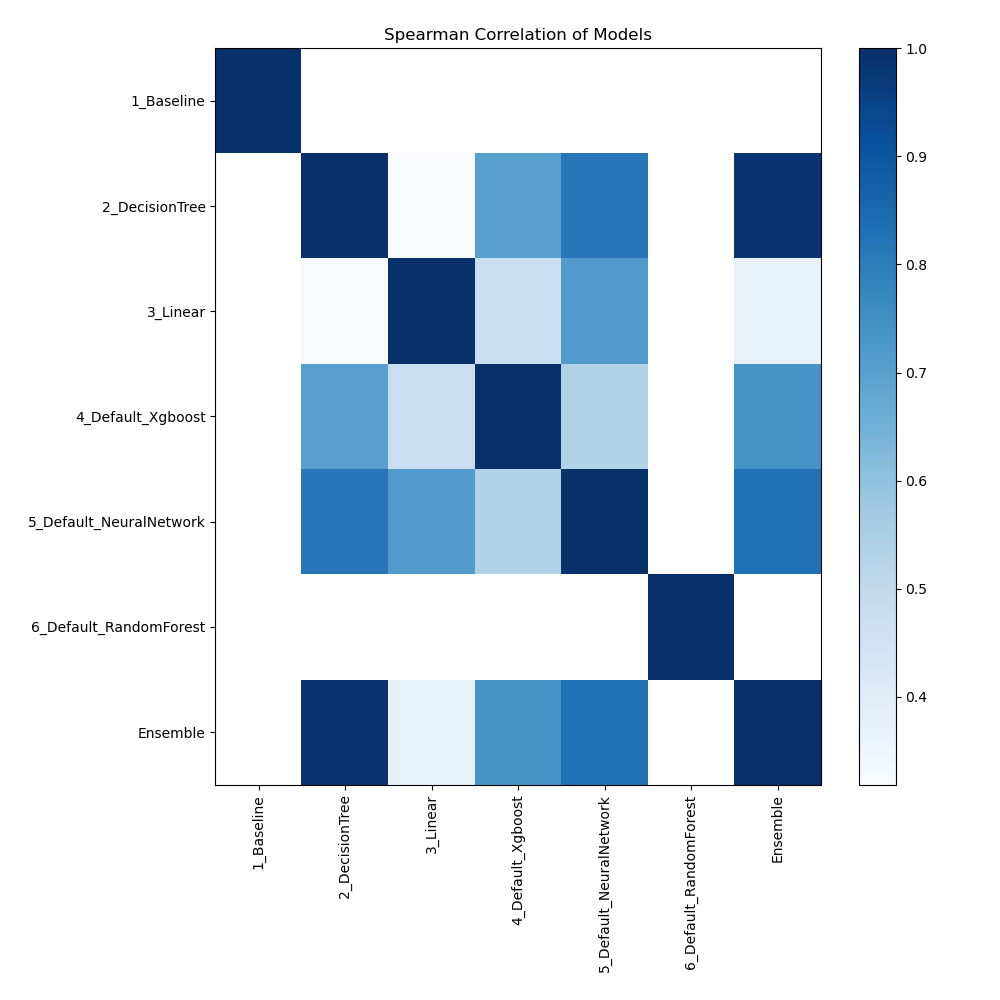 Spearman Correlation of Models
1_Baseline
2_DecisionTree
3_Linear
4_Default_Xgboost
5_Default_NeuralNetwork
6_Default_RandomForest
Ensemble
1_Baseline
2_DecisionTree
3_Linear
4_Default_Xgboost
5_Default_NeuralNetwork
6_Default_RandomForest
Ensemble
1.0
0.9
0.8
0.7
0.6
0.5
0.4